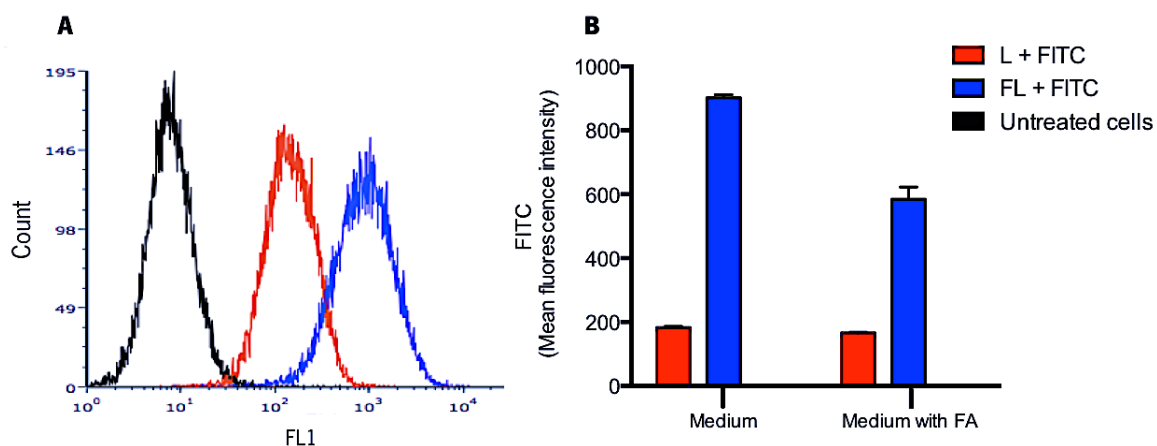 A
195
146
98
49
0
Count
10⁰
10¹
10²
10³
10⁴
FL1
B
L + FITC
FL + FITC
Untreated cells
1000
800
600
400
200
0
FITC
(Mean fluorescence intensity)
Medium
Medium with FA